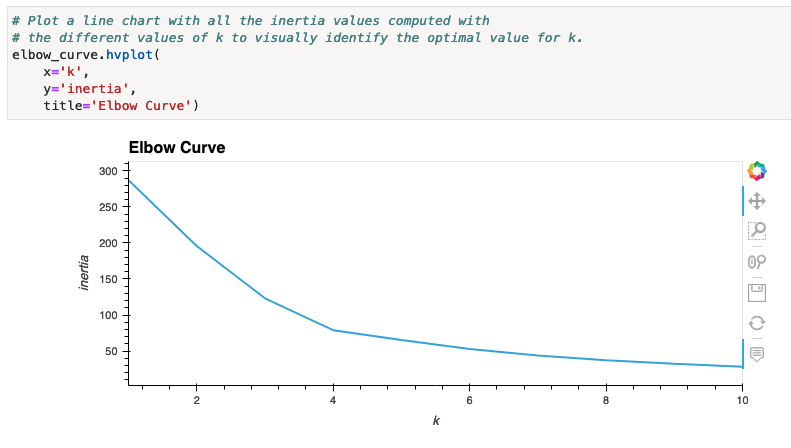 # Plot a line chart with all the inertia values computed with
# the different values of k to visually identify the optimal value for k.
elbow_curve.hvplot(
    x='k',
    y='inertia',
    title='Elbow Curve')
Elbow Curve
300
250
200
150
100
50
inertia
2 4 6 8 10
k